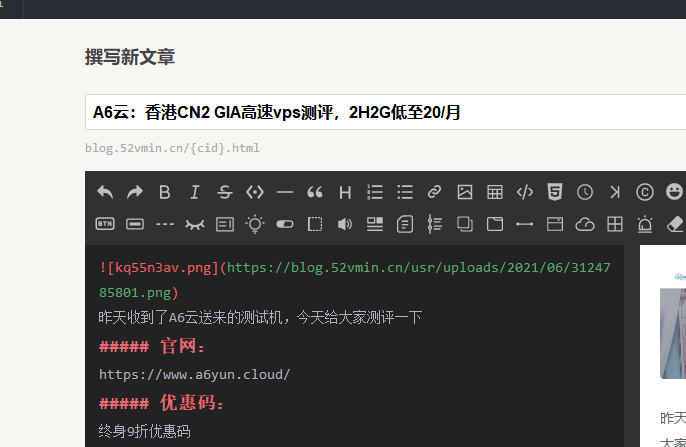 撰写新文章
A6云：香港CN2 GIA高速vps测评，2H2G低至20/月
blog.52vmin.cn/{cid}.html
B I S H
BTN
![kq55n3av.png](https://blog.52vmin.cn/usr/uploads/2021/06/31247
85801.png)
昨天收到了A6云送来的测试机，今天给大家测评一下
##### 官网：
https://www.a6yun.cloud/
##### 优惠码：
终身9折优惠码
昨天
大家